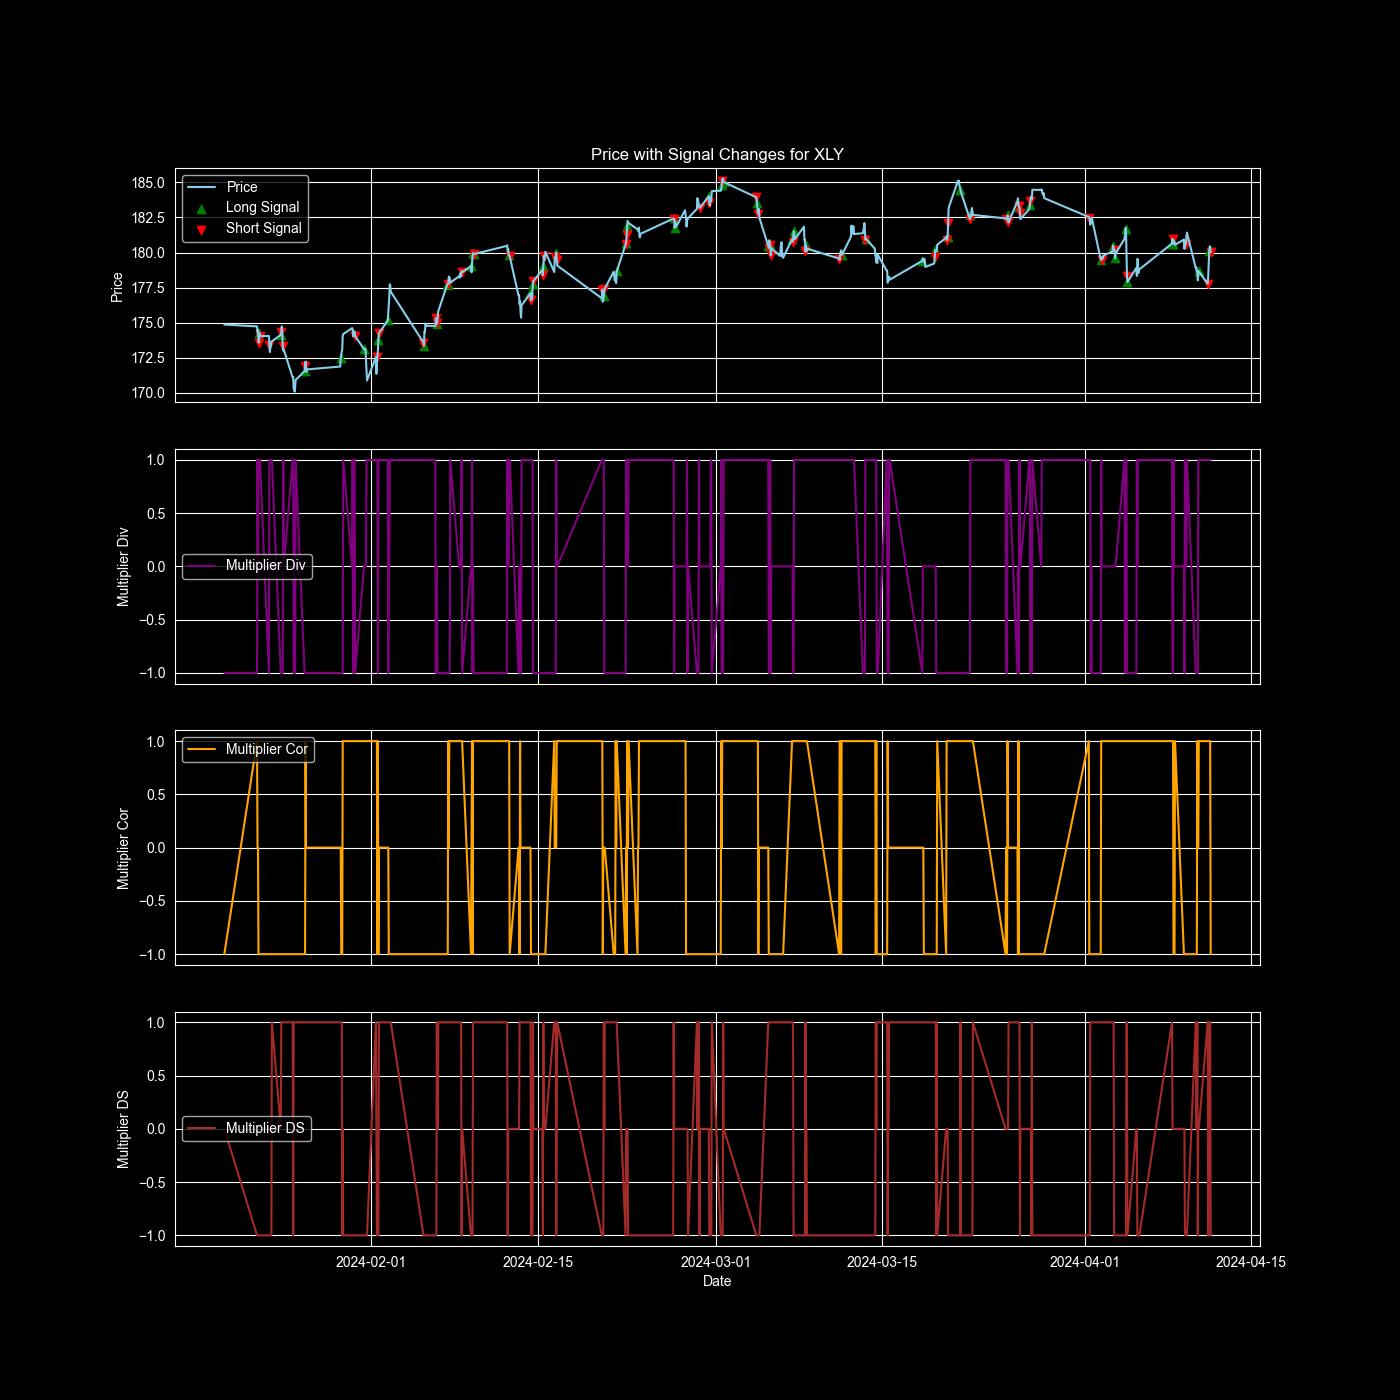 Price with Signal Changes for XLY
185.0
182.5
180.0
177.5
175.0
172.5
170.0
Price
Price
Long Signal
Short Signal
1.0
0.5
0.0
−0.5
−1.0
Multiplier Div
Multiplier Div
1.0
0.5
0.0
−0.5
−1.0
Multiplier Cor
Multiplier Cor
1.0
0.5
0.0
−0.5
−1.0
Multiplier DS
Multiplier DS
2024-02-01 2024-02-15 2024-03-01 2024-03-15 2024-04-01 2024-04-15
Date